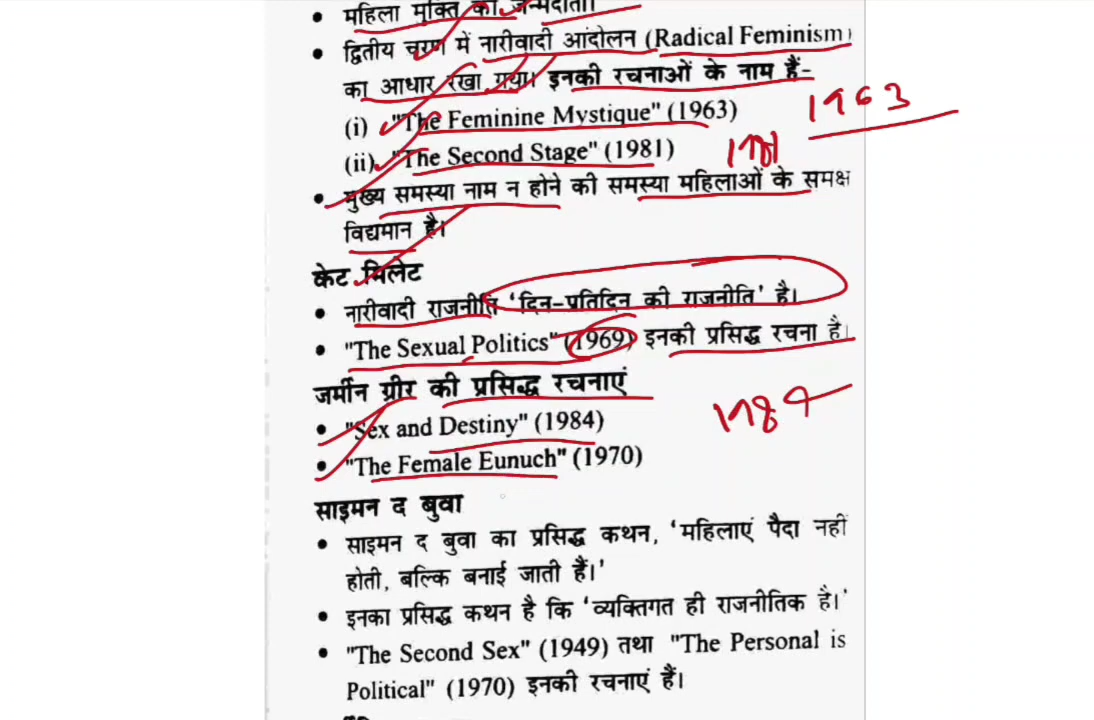 • महिला मुक्ति की जन्मदाता।
• द्वितीय चरण में नारीवादी आंदोलन (Radical Feminism)
का आधार रखा गया। इनकी रचनाओं के नाम हैं-
(i) "The Feminine Mystique" (1963)
1963
(ii) "The Second Stage" (1981)
1981
• मुख्य समस्या नाम न होने की समस्या महिलाओं के समक्ष
विद्यमान है।
केट मिलेट
• नारीवादी राजनीति 'दिन-प्रतिदिन की राजनीति' है।
• "The Sexual Politics" (1969) इनकी प्रसिद्ध रचना है।
जर्मीन ग्रीर की प्रसिद्ध रचनाएं
• "Sex and Destiny" (1984)
1984
• "The Female Eunuch" (1970)
साइमन द बुवा
• साइमन द बुवा का प्रसिद्ध कथन, 'महिलाएं पैदा नहीं
होती, बल्कि बनाई जाती हैं।'
• इनका प्रसिद्ध कथन है कि 'व्यक्तिगत ही राजनीतिक है।'
• "The Second Sex" (1949) तथा "The Personal is
Political" (1970) इनकी रचनाएं हैं।